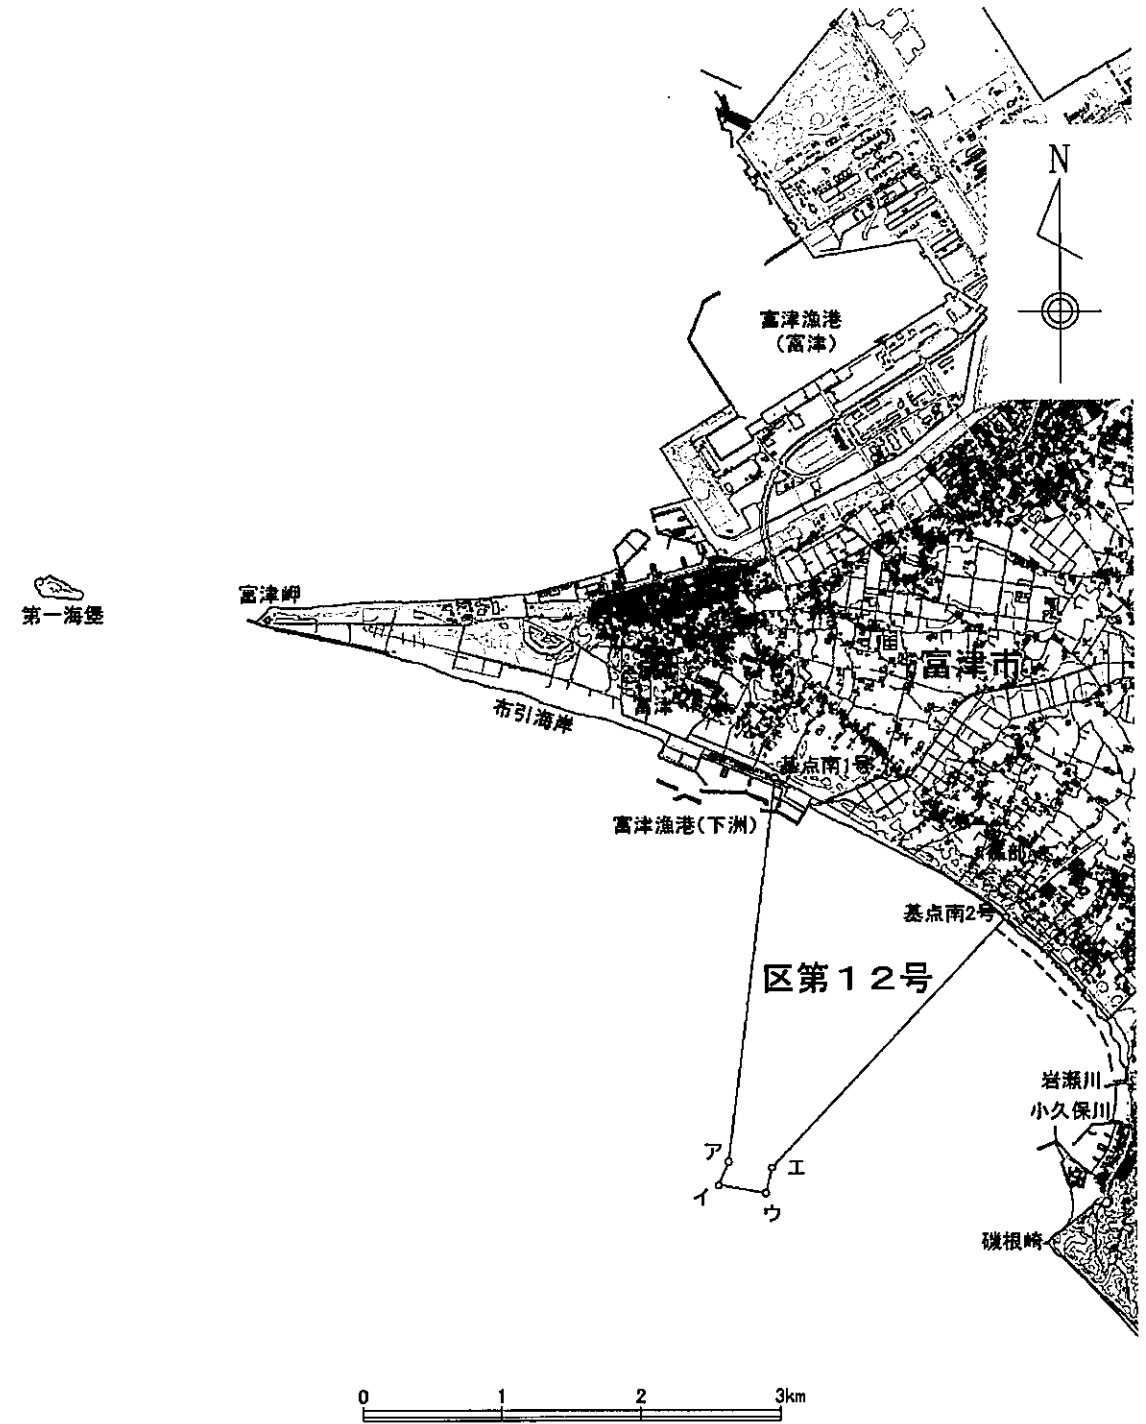 N
富津漁港
（富津）
富津岬
第一海堡
富津市
布引海岸
富津
基点南1号
富津漁港(下洲)
基点南2号
区第１２号
岩瀬川
小久保川
ア
エ
イ
ウ
磯根崎
0 1 2 3km